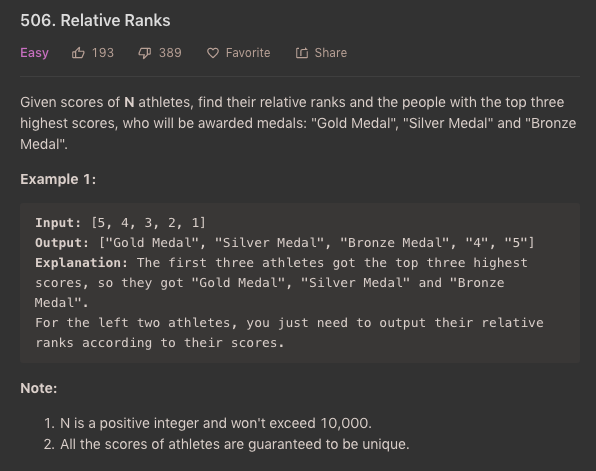 506. Relative Ranks
Easy 193 389 Favorite Share
Given scores of N athletes, find their relative ranks and the people with the top three
highest scores, who will be awarded medals: "Gold Medal", "Silver Medal" and "Bronze
Medal".
Example 1:
Input: [5, 4, 3, 2, 1]
Output: ["Gold Medal", "Silver Medal", "Bronze Medal", "4", "5"]
Explanation: The first three athletes got the top three highest
scores, so they got "Gold Medal", "Silver Medal" and "Bronze
Medal".
For the left two athletes, you just need to output their relative
ranks according to their scores.
Note:
1. N is a positive integer and won't exceed 10,000.
2. All the scores of athletes are guaranteed to be unique.